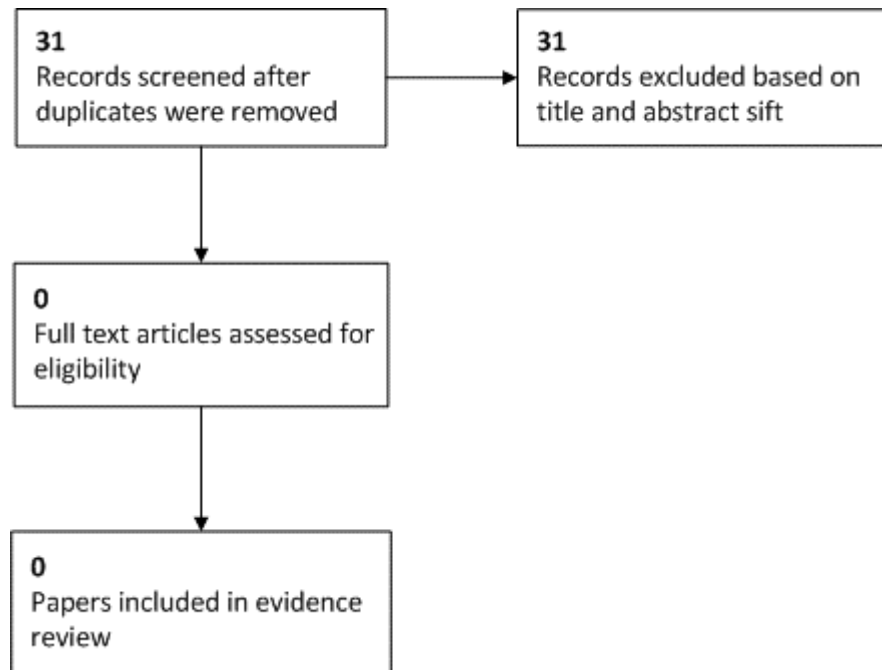 31
Records screened after
duplicates were removed
31
Records excluded based on
title and abstract sift
0
Full text articles assessed for
eligibility
0
Papers included in evidence
review